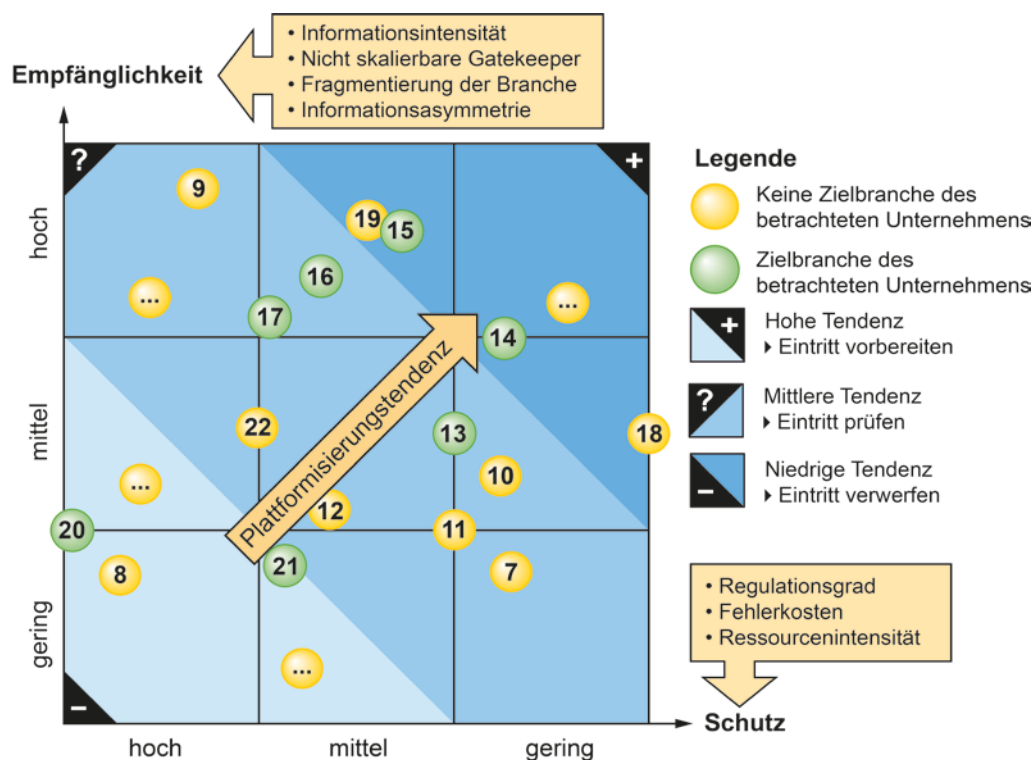 • Informationsintensität
• Nicht skalierbare Gatekeeper
• Fragmentierung der Branche
• Informationsasymmetrie
Empfänglichkeit
hoch
mittel
gering
?
+
9
19
15
16
...
17
...
14
22
13
18
10
...
12
20
11
8
21
7
...
−
Plattformisierungstendenz
hoch
mittel
gering
Schutz
Legende
Keine Zielbranche des
betrachteten Unternehmens
Zielbranche des
betrachteten Unternehmens
+
Hohe Tendenz
▸ Eintritt vorbereiten
?
Mittlere Tendenz
▸ Eintritt prüfen
−
Niedrige Tendenz
▸ Eintritt verwerfen
• Regulationsgrad
• Fehlerkosten
• Ressourcenintensität